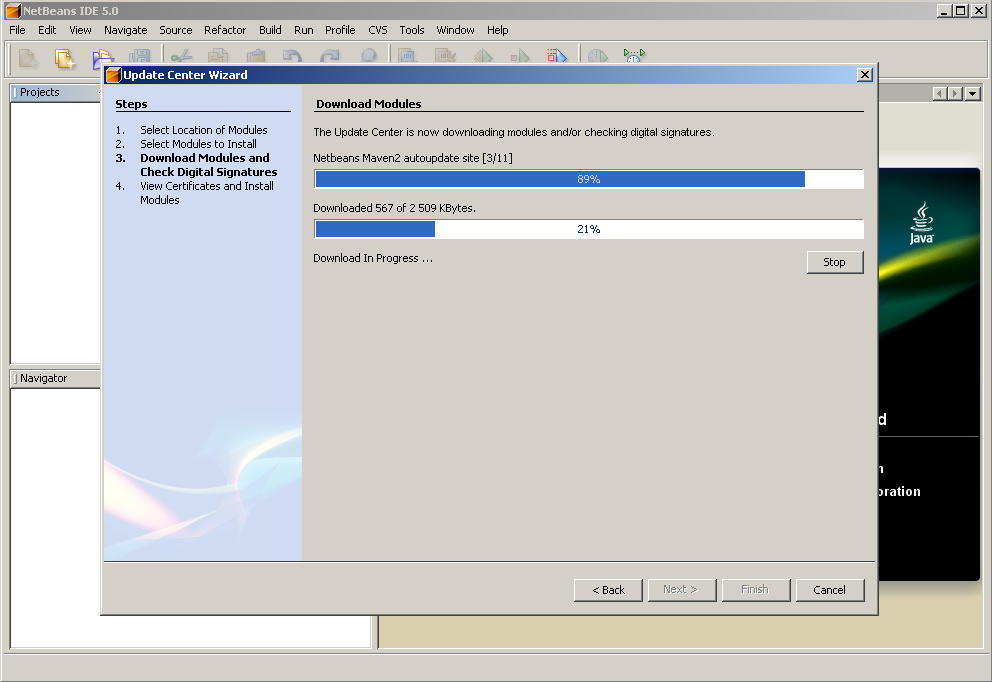 NetBeans IDE 5.0
File Edit View Navigate Source Refactor Build Run Profile CVS Tools Window Help
Update Center Wizard
Projects
Steps
1. Select Location of Modules
2. Select Modules to Install
3. Download Modules and
Check Digital Signatures
4. View Certificates and Install
Modules
Download Modules
The Update Center is now downloading modules and/or checking digital signatures.
Netbeans Maven2 autoupdate site [3/11]
89%
Downloaded 567 of 2 509 KBytes.
21%
Download In Progress ...
Stop
Java
Navigator
d
n
oration
< Back Next > Finish Cancel